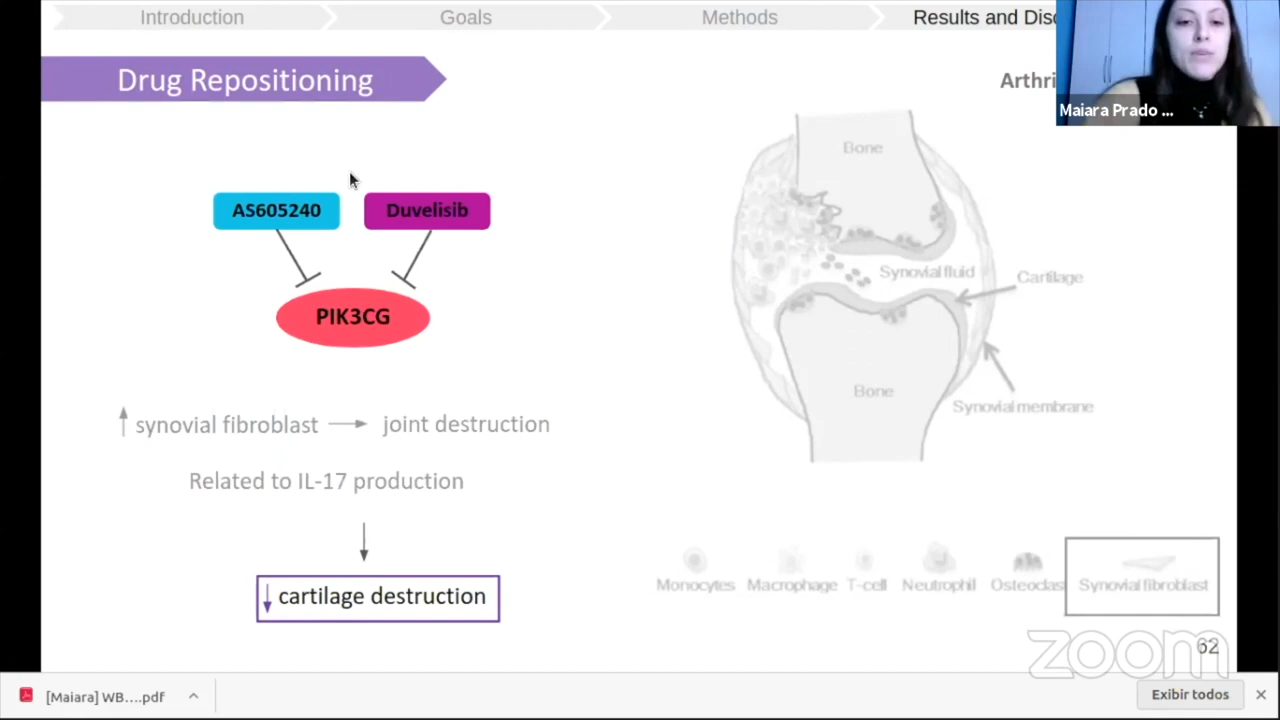 Introduction
Goals
Methods
Results and Disc
Drug Repositioning
Arthri
Maiara Prado ...
AS605240
Duvelisib
PIK3CG
synovial fibroblast
joint destruction
Related to IL-17 production
cartilage destruction
Bone
Synovial fluid
Cartilage
Bone
Synovial membrane
Monocytes
Macrophage
T-cell
Neutrophil
Osteoclas
Synovial fibroblast
zoom
62
[Maiara] WB....pdf
Exibir todos